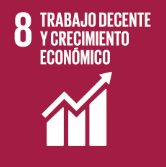 8 TRABAJO DECENTE
Y CRECIMIENTO
ECONÓMICO